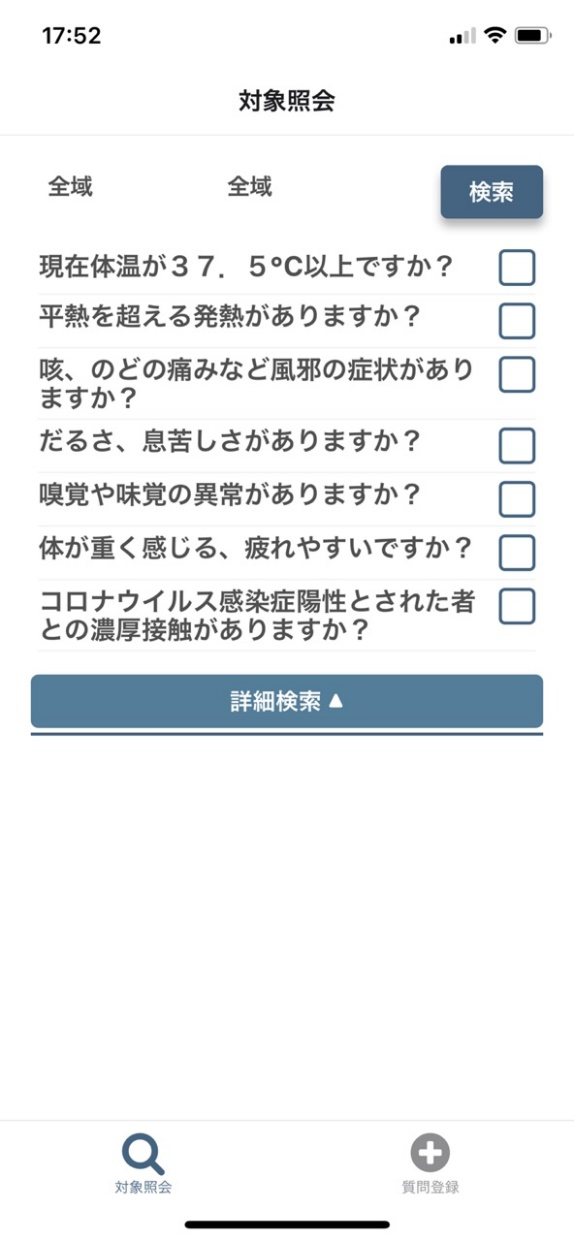 17:52
対象照会
全域 全域 検索
現在体温が３７．５℃以上ですか？
平熱を超える発熱がありますか？
咳、のどの痛みなど風邪の症状があり
ますか？
だるさ、息苦しさがありますか？
嗅覚や味覚の異常がありますか？
体が重く感じる、疲れやすいですか？
コロナウイルス感染症陽性とされた者
との濃厚接触がありますか？
詳細検索▲
対象照会 質問登録